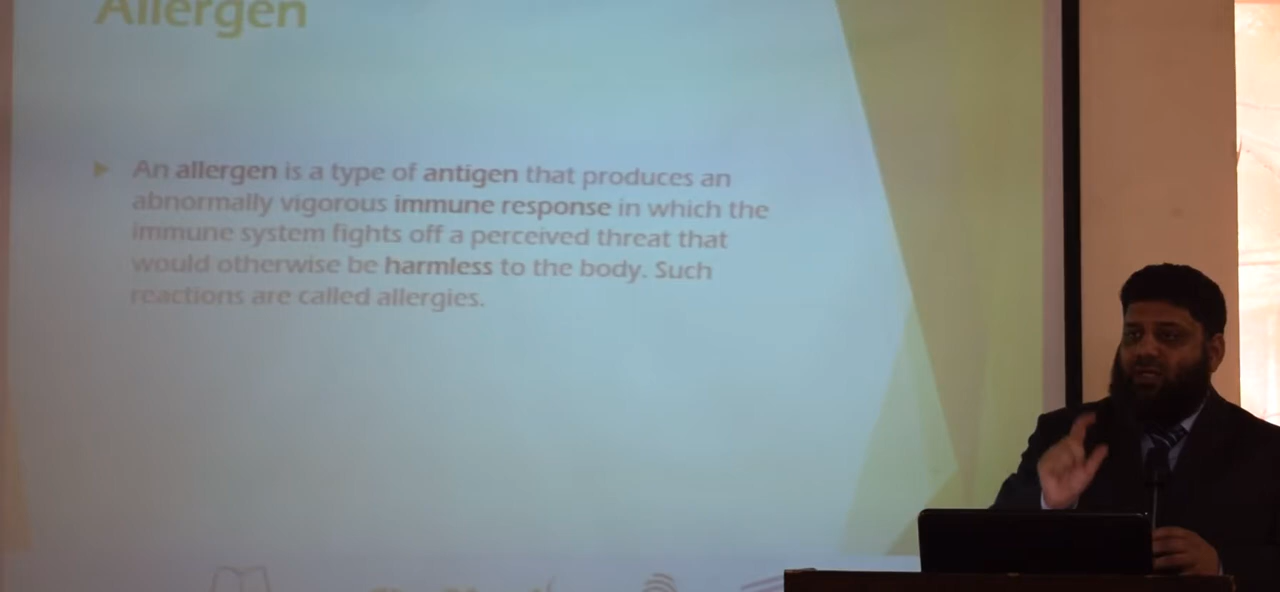 Allergen
An allergen is a type of antigen that produces an
abnormally vigorous immune response in which the
immune system fights off a perceived threat that
would otherwise be harmless to the body. Such
reactions are called allergies.